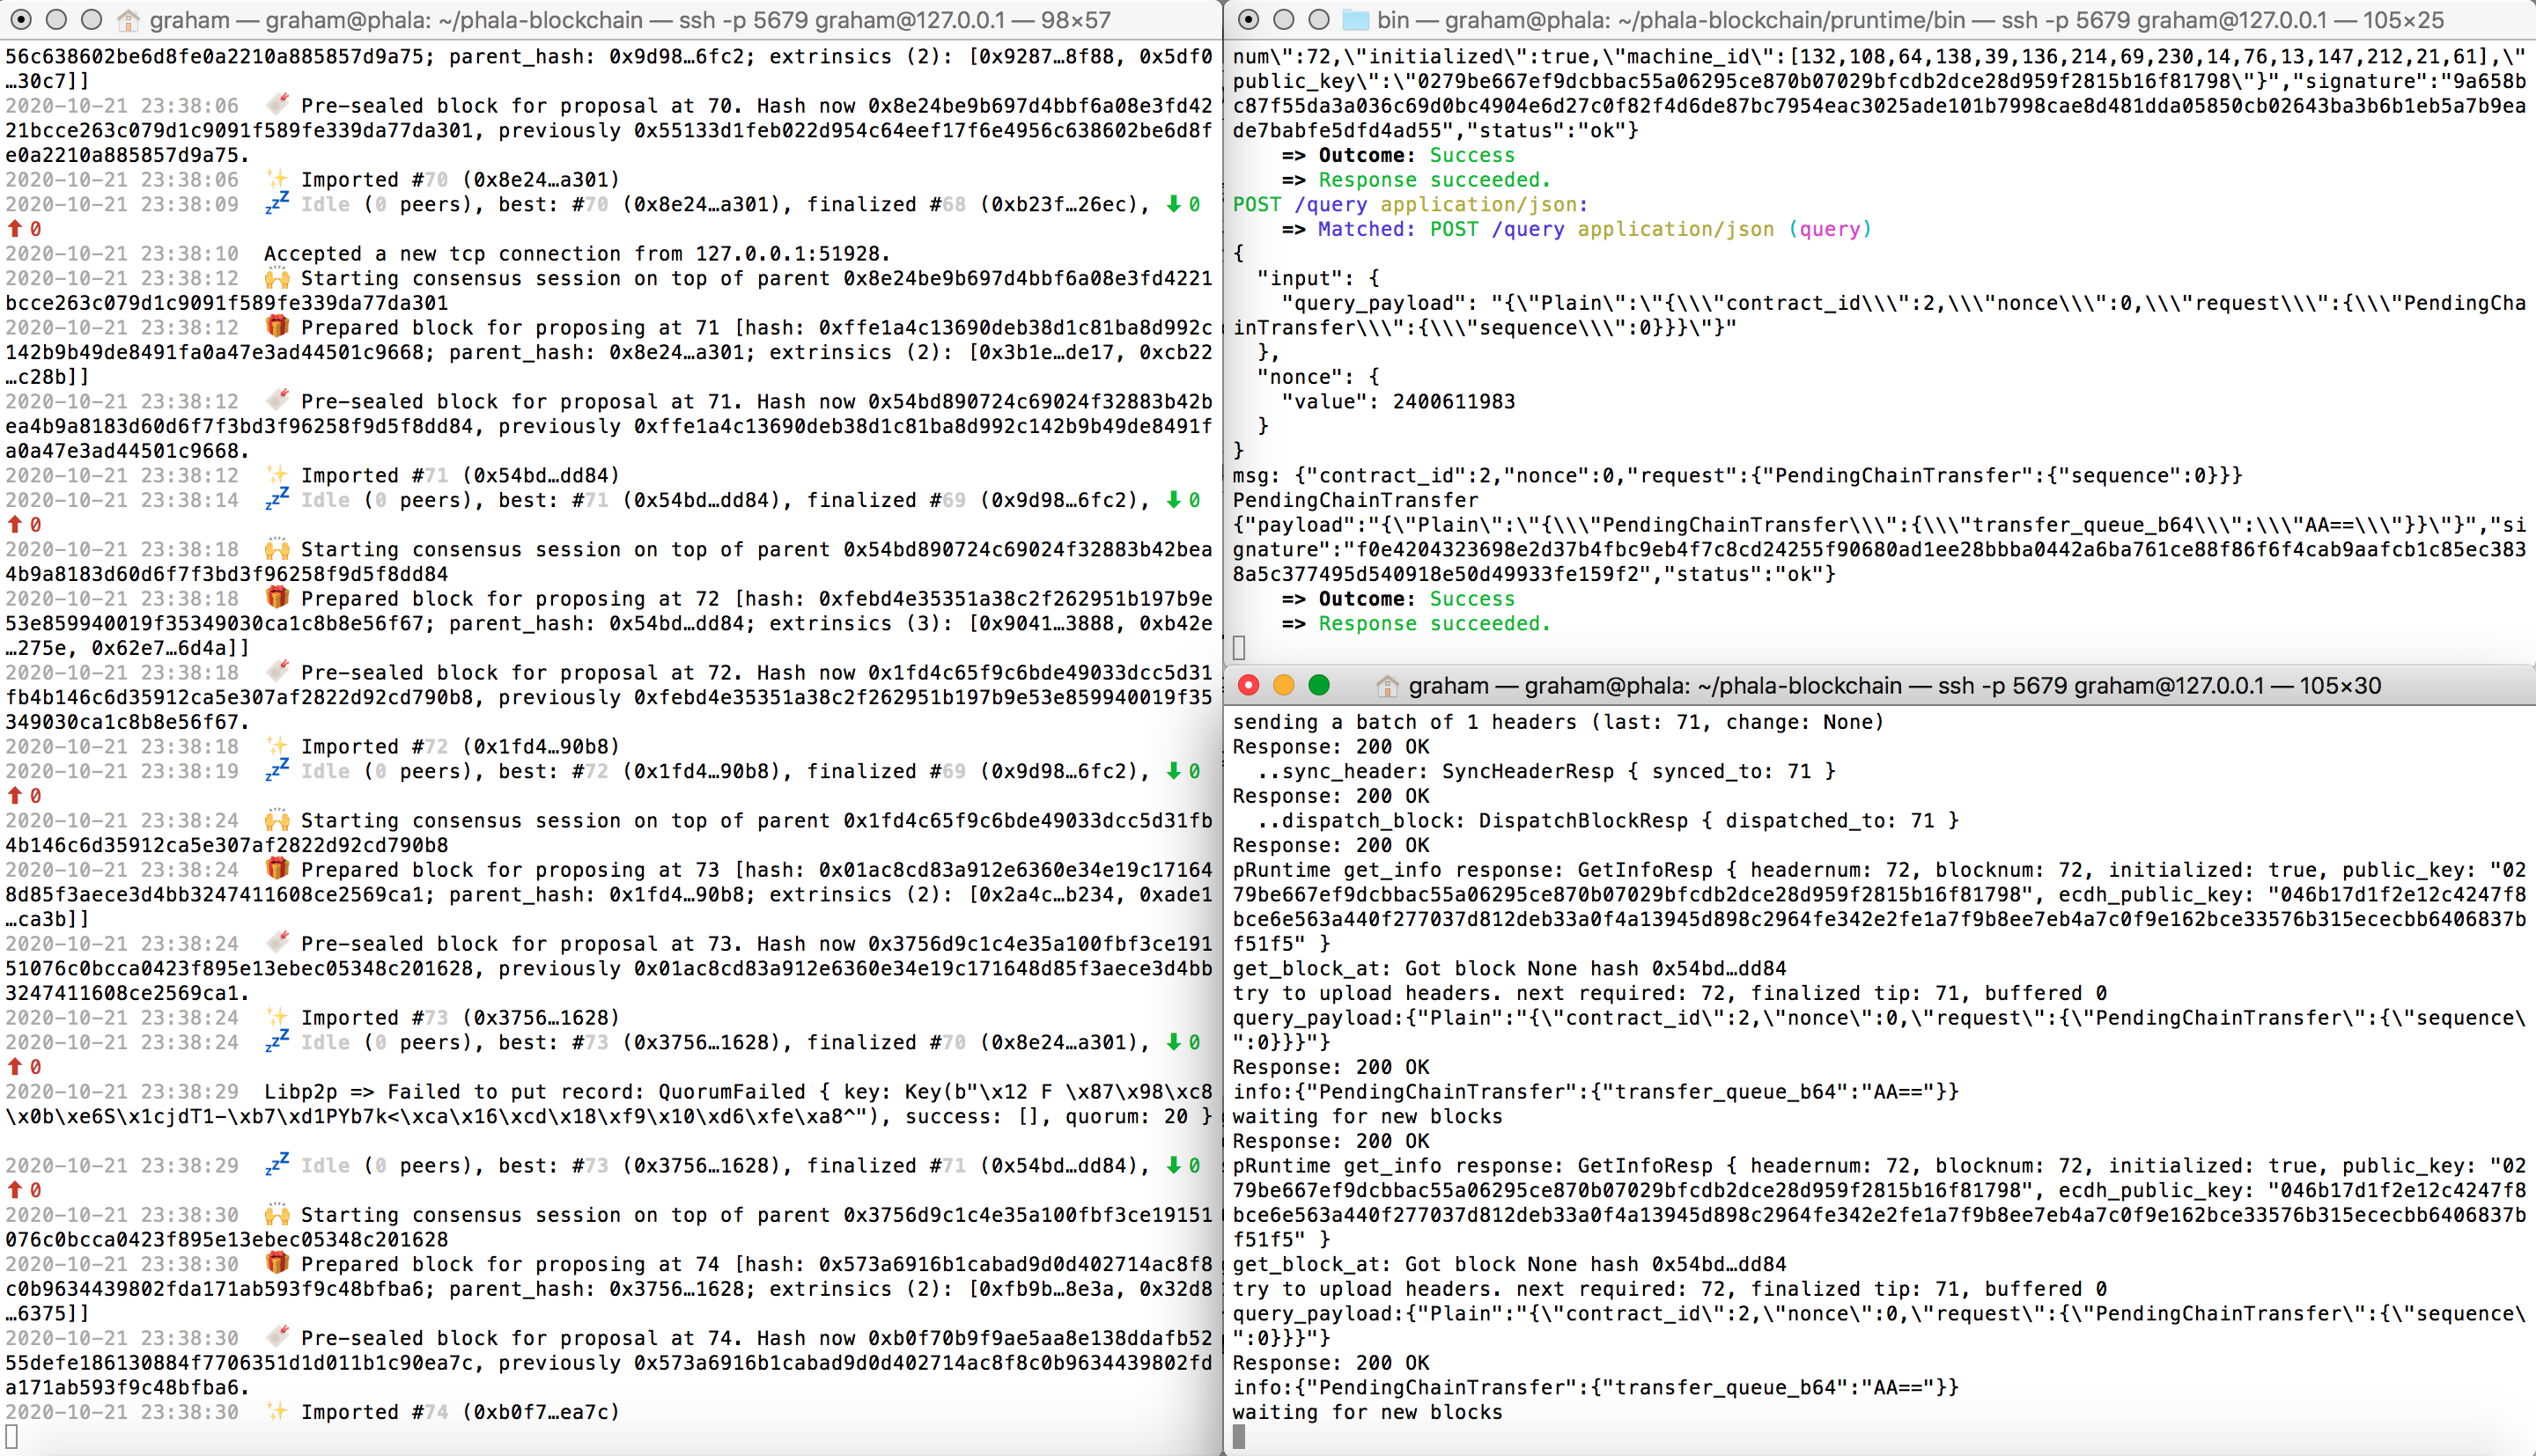 graham — graham@phala: ~/phala-blockchain — ssh -p 5679 graham@127.0.0.1 — 98×57
56c638602be6d8fe0a2210a885857d9a75; parent_hash: 0x9d98…6fc2; extrinsics (2): [0x9287…8f88, 0x5df0
…30c7]]
2020-10-21 23:38:06 🔖 Pre-sealed block for proposal at 70. Hash now 0x8e24be9b697d4bbf6a08e3fd42
21bcce263c079d1c9091f589fe339da77da301, previously 0x55133d1feb022d954c64eef17f6e4956c638602be6d8f
e0a2210a885857d9a75.
2020-10-21 23:38:06 ✨ Imported #70 (0x8e24…a301)
2020-10-21 23:38:09 💤 Idle (0 peers), best: #70 (0x8e24…a301), finalized #68 (0xb23f…26ec), ⬇ 0
⬆ 0
2020-10-21 23:38:10 Accepted a new tcp connection from 127.0.0.1:51928.
2020-10-21 23:38:12 🙌 Starting consensus session on top of parent 0x8e24be9b697d4bbf6a08e3fd4221
bcce263c079d1c9091f589fe339da77da301
2020-10-21 23:38:12 🎁 Prepared block for proposing at 71 [hash: 0xffe1a4c13690deb38d1c81ba8d992c
142b9b49de8491fa0a47e3ad44501c9668; parent_hash: 0x8e24…a301; extrinsics (2): [0x3b1e…de17, 0xcb22
…c28b]]
2020-10-21 23:38:12 🔖 Pre-sealed block for proposal at 71. Hash now 0x54bd890724c69024f32883b42b
ea4b9a8183d60d6f7f3bd3f96258f9d5f8dd84, previously 0xffe1a4c13690deb38d1c81ba8d992c142b9b49de8491f
a0a47e3ad44501c9668.
2020-10-21 23:38:12 ✨ Imported #71 (0x54bd…dd84)
2020-10-21 23:38:14 💤 Idle (0 peers), best: #71 (0x54bd…dd84), finalized #69 (0x9d98…6fc2), ⬇ 0
⬆ 0
2020-10-21 23:38:18 🙌 Starting consensus session on top of parent 0x54bd890724c69024f32883b42bea
4b9a8183d60d6f7f3bd3f96258f9d5f8dd84
2020-10-21 23:38:18 🎁 Prepared block for proposing at 72 [hash: 0xfebd4e35351a38c2f262951b197b9e
53e859940019f35349030ca1c8b8e56f67; parent_hash: 0x54bd…dd84; extrinsics (3): [0x9041…3888, 0xb42e
…275e, 0x62e7…6d4a]]
2020-10-21 23:38:18 🔖 Pre-sealed block for proposal at 72. Hash now 0x1fd4c65f9c6bde49033dcc5d31
fb4b146c6d35912ca5e307af2822d92cd790b8, previously 0xfebd4e35351a38c2f262951b197b9e53e859940019f35
349030ca1c8b8e56f67.
2020-10-21 23:38:18 ✨ Imported #72 (0x1fd4…90b8)
2020-10-21 23:38:19 💤 Idle (0 peers), best: #72 (0x1fd4…90b8), finalized #69 (0x9d98…6fc2), ⬇ 0
⬆ 0
2020-10-21 23:38:24 🙌 Starting consensus session on top of parent 0x1fd4c65f9c6bde49033dcc5d31fb
4b146c6d35912ca5e307af2822d92cd790b8
2020-10-21 23:38:24 🎁 Prepared block for proposing at 73 [hash: 0x01ac8cd83a912e6360e34e19c17164
8d85f3aece3d4bb3247411608ce2569ca1; parent_hash: 0x1fd4…90b8; extrinsics (2): [0x2a4c…b234, 0xade1
…ca3b]]
2020-10-21 23:38:24 🔖 Pre-sealed block for proposal at 73. Hash now 0x3756d9c1c4e35a100fbf3ce191
51076c0bcca0423f895e13ebec05348c201628, previously 0x01ac8cd83a912e6360e34e19c171648d85f3aece3d4bb
3247411608ce2569ca1.
2020-10-21 23:38:24 ✨ Imported #73 (0x3756…1628)
2020-10-21 23:38:24 💤 Idle (0 peers), best: #73 (0x3756…1628), finalized #70 (0x8e24…a301), ⬇ 0
⬆ 0
2020-10-21 23:38:29 Libp2p => Failed to put record: QuorumFailed { key: Key(b"\x12 F \x87\x98\xc8
\x0b\xe6S\x1cjdT1-\xb7\xd1PYb7k<\xca\x16\xcd\x18\xf9\x10\xd6\xfe\xa8^"), success: [], quorum: 20 }
2020-10-21 23:38:29 💤 Idle (0 peers), best: #73 (0x3756…1628), finalized #71 (0x54bd…dd84), ⬇ 0
⬆ 0
2020-10-21 23:38:30 🙌 Starting consensus session on top of parent 0x3756d9c1c4e35a100fbf3ce19151
076c0bcca0423f895e13ebec05348c201628
2020-10-21 23:38:30 🎁 Prepared block for proposing at 74 [hash: 0x573a6916b1cabad9d0d402714ac8f8
c0b9634439802fda171ab593f9c48bfba6; parent_hash: 0x3756…1628; extrinsics (2): [0xfb9b…8e3a, 0x32d8
…6375]]
2020-10-21 23:38:30 🔖 Pre-sealed block for proposal at 74. Hash now 0xb0f70b9f9ae5aa8e138ddafb52
55defe186130884f7706351d1d011b1c90ea7c, previously 0x573a6916b1cabad9d0d402714ac8f8c0b9634439802fd
a171ab593f9c48bfba6.
2020-10-21 23:38:30 ✨ Imported #74 (0xb0f7…ea7c)
bin — graham@phala: ~/phala-blockchain/pruntime/bin — ssh -p 5679 graham@127.0.0.1 — 105×25
num\":72,\"initialized\":true,\"machine_id\":[132,108,64,138,39,136,214,69,230,14,76,13,147,212,21,61],\"
public_key\":\"0279be667ef9dcbbac55a06295ce870b07029bfcdb2dce28d959f2815b16f81798\"}","signature":"9a658b
c87f55da3a036c69d0bc4904e6d27c0f82f4d6de87bc7954eac3025ade101b7998cae8d481dda05850cb02643ba3b6b1eb5a7b9ea
de7babfe5dfd4ad55","status":"ok"}
=> Outcome: Success
=> Response succeeded.
POST /query application/json:
=> Matched: POST /query application/json (query)
{
"input": {
"query_payload": "{\"Plain\":\"{\\\"contract_id\\\":2,\\\"nonce\\\":0,\\\"request\\\":{\\\"PendingCha
inTransfer\\\":{\\\"sequence\\\":0}}}\"}"
},
"nonce": {
"value": 2400611983
}
}
msg: {"contract_id":2,"nonce":0,"request":{"PendingChainTransfer":{"sequence":0}}}
PendingChainTransfer
{"payload":"{\"Plain\":\"{\\\"PendingChainTransfer\\\":{\\\"transfer_queue_b64\\\":\\\"AA==\\\"}}\"}","si
gnature":"f0e4204323698e2d37b4fbc9eb4f7c8cd24255f90680ad1ee28bbba0442a6ba761ce88f86f6f4cab9aafcb1c85ec383
8a5c377495d540918e50d49933fe159f2","status":"ok"}
=> Outcome: Success
=> Response succeeded.
graham — graham@phala: ~/phala-blockchain — ssh -p 5679 graham@127.0.0.1 — 105×30
sending a batch of 1 headers (last: 71, change: None)
Response: 200 OK
..sync_header: SyncHeaderResp { synced_to: 71 }
Response: 200 OK
..dispatch_block: DispatchBlockResp { dispatched_to: 71 }
Response: 200 OK
pRuntime get_info response: GetInfoResp { headernum: 72, blocknum: 72, initialized: true, public_key: "02
79be667ef9dcbbac55a06295ce870b07029bfcdb2dce28d959f2815b16f81798", ecdh_public_key: "046b17d1f2e12c4247f8
bce6e563a440f277037d812deb33a0f4a13945d898c2964fe342e2fe1a7f9b8ee7eb4a7c0f9e162bce33576b315ececbb6406837b
f51f5" }
get_block_at: Got block None hash 0x54bd…dd84
try to upload headers. next required: 72, finalized tip: 71, buffered 0
query_payload:{"Plain":"{\"contract_id\":2,\"nonce\":0,\"request\":{\"PendingChainTransfer\":{\"sequence\
":0}}}"}
Response: 200 OK
info:{"PendingChainTransfer":{"transfer_queue_b64":"AA=="}}
waiting for new blocks
Response: 200 OK
pRuntime get_info response: GetInfoResp { headernum: 72, blocknum: 72, initialized: true, public_key: "02
79be667ef9dcbbac55a06295ce870b07029bfcdb2dce28d959f2815b16f81798", ecdh_public_key: "046b17d1f2e12c4247f8
bce6e563a440f277037d812deb33a0f4a13945d898c2964fe342e2fe1a7f9b8ee7eb4a7c0f9e162bce33576b315ececbb6406837b
f51f5" }
get_block_at: Got block None hash 0x54bd…dd84
try to upload headers. next required: 72, finalized tip: 71, buffered 0
query_payload:{"Plain":"{\"contract_id\":2,\"nonce\":0,\"request\":{\"PendingChainTransfer\":{\"sequence\
":0}}}"}
Response: 200 OK
info:{"PendingChainTransfer":{"transfer_queue_b64":"AA=="}}
waiting for new blocks